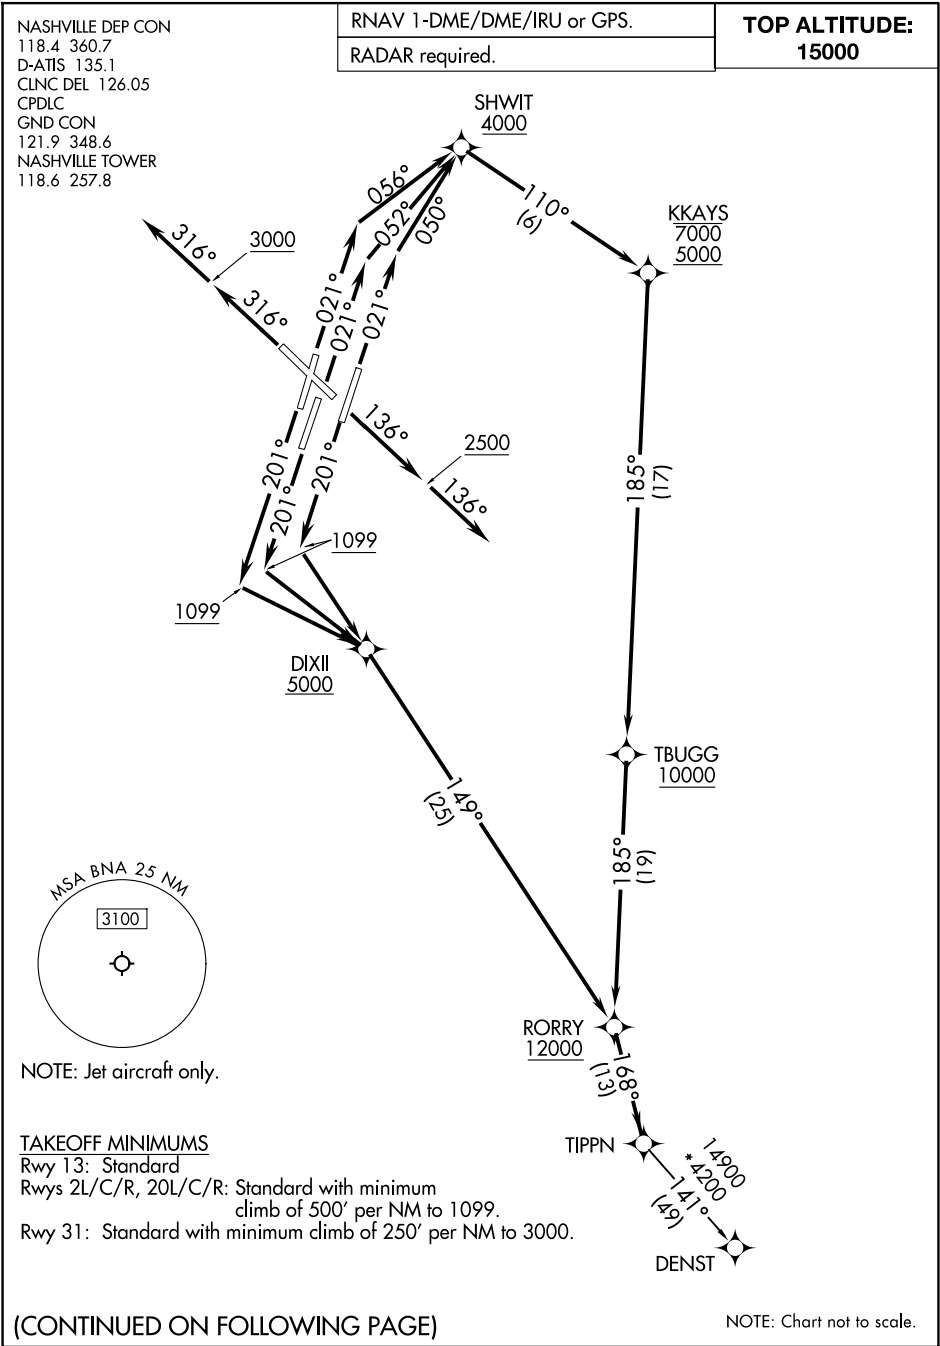 NASHVILLE DEP CON
118.4 360.7
D-ATIS 135.1
CLNC DEL 126.05
CPDLC
GND CON
121.9 348.6
NASHVILLE TOWER
118.6 257.8
RNAV 1-DME/DME/IRU or GPS.
RADAR required.
TOP ALTITUDE:
15000
SHWIT
4000
056°
052°
050°
110°
(6)
KKAYS
7000
5000
316°
3000
316°
021°
021°
021°
136°
2500
136°
185°
(17)
201°
201°
201°
1099
1099
DIXII
5000
TBUGG
10000
149°
(25)
185°
(19)
MSA BNA 25 NM
3100
RORRY
12000
168°
(13)
NOTE: Jet aircraft only.
TAKEOFF MINIMUMS
Rwy 13: Standard
Rwys 2L/C/R, 20L/C/R: Standard with minimum
climb of 500' per NM to 1099.
Rwy 31: Standard with minimum climb of 250' per NM to 3000.
TIPPN
14900
*4200
141°
(49)
DENST
(CONTINUED ON FOLLOWING PAGE)
NOTE: Chart not to scale.